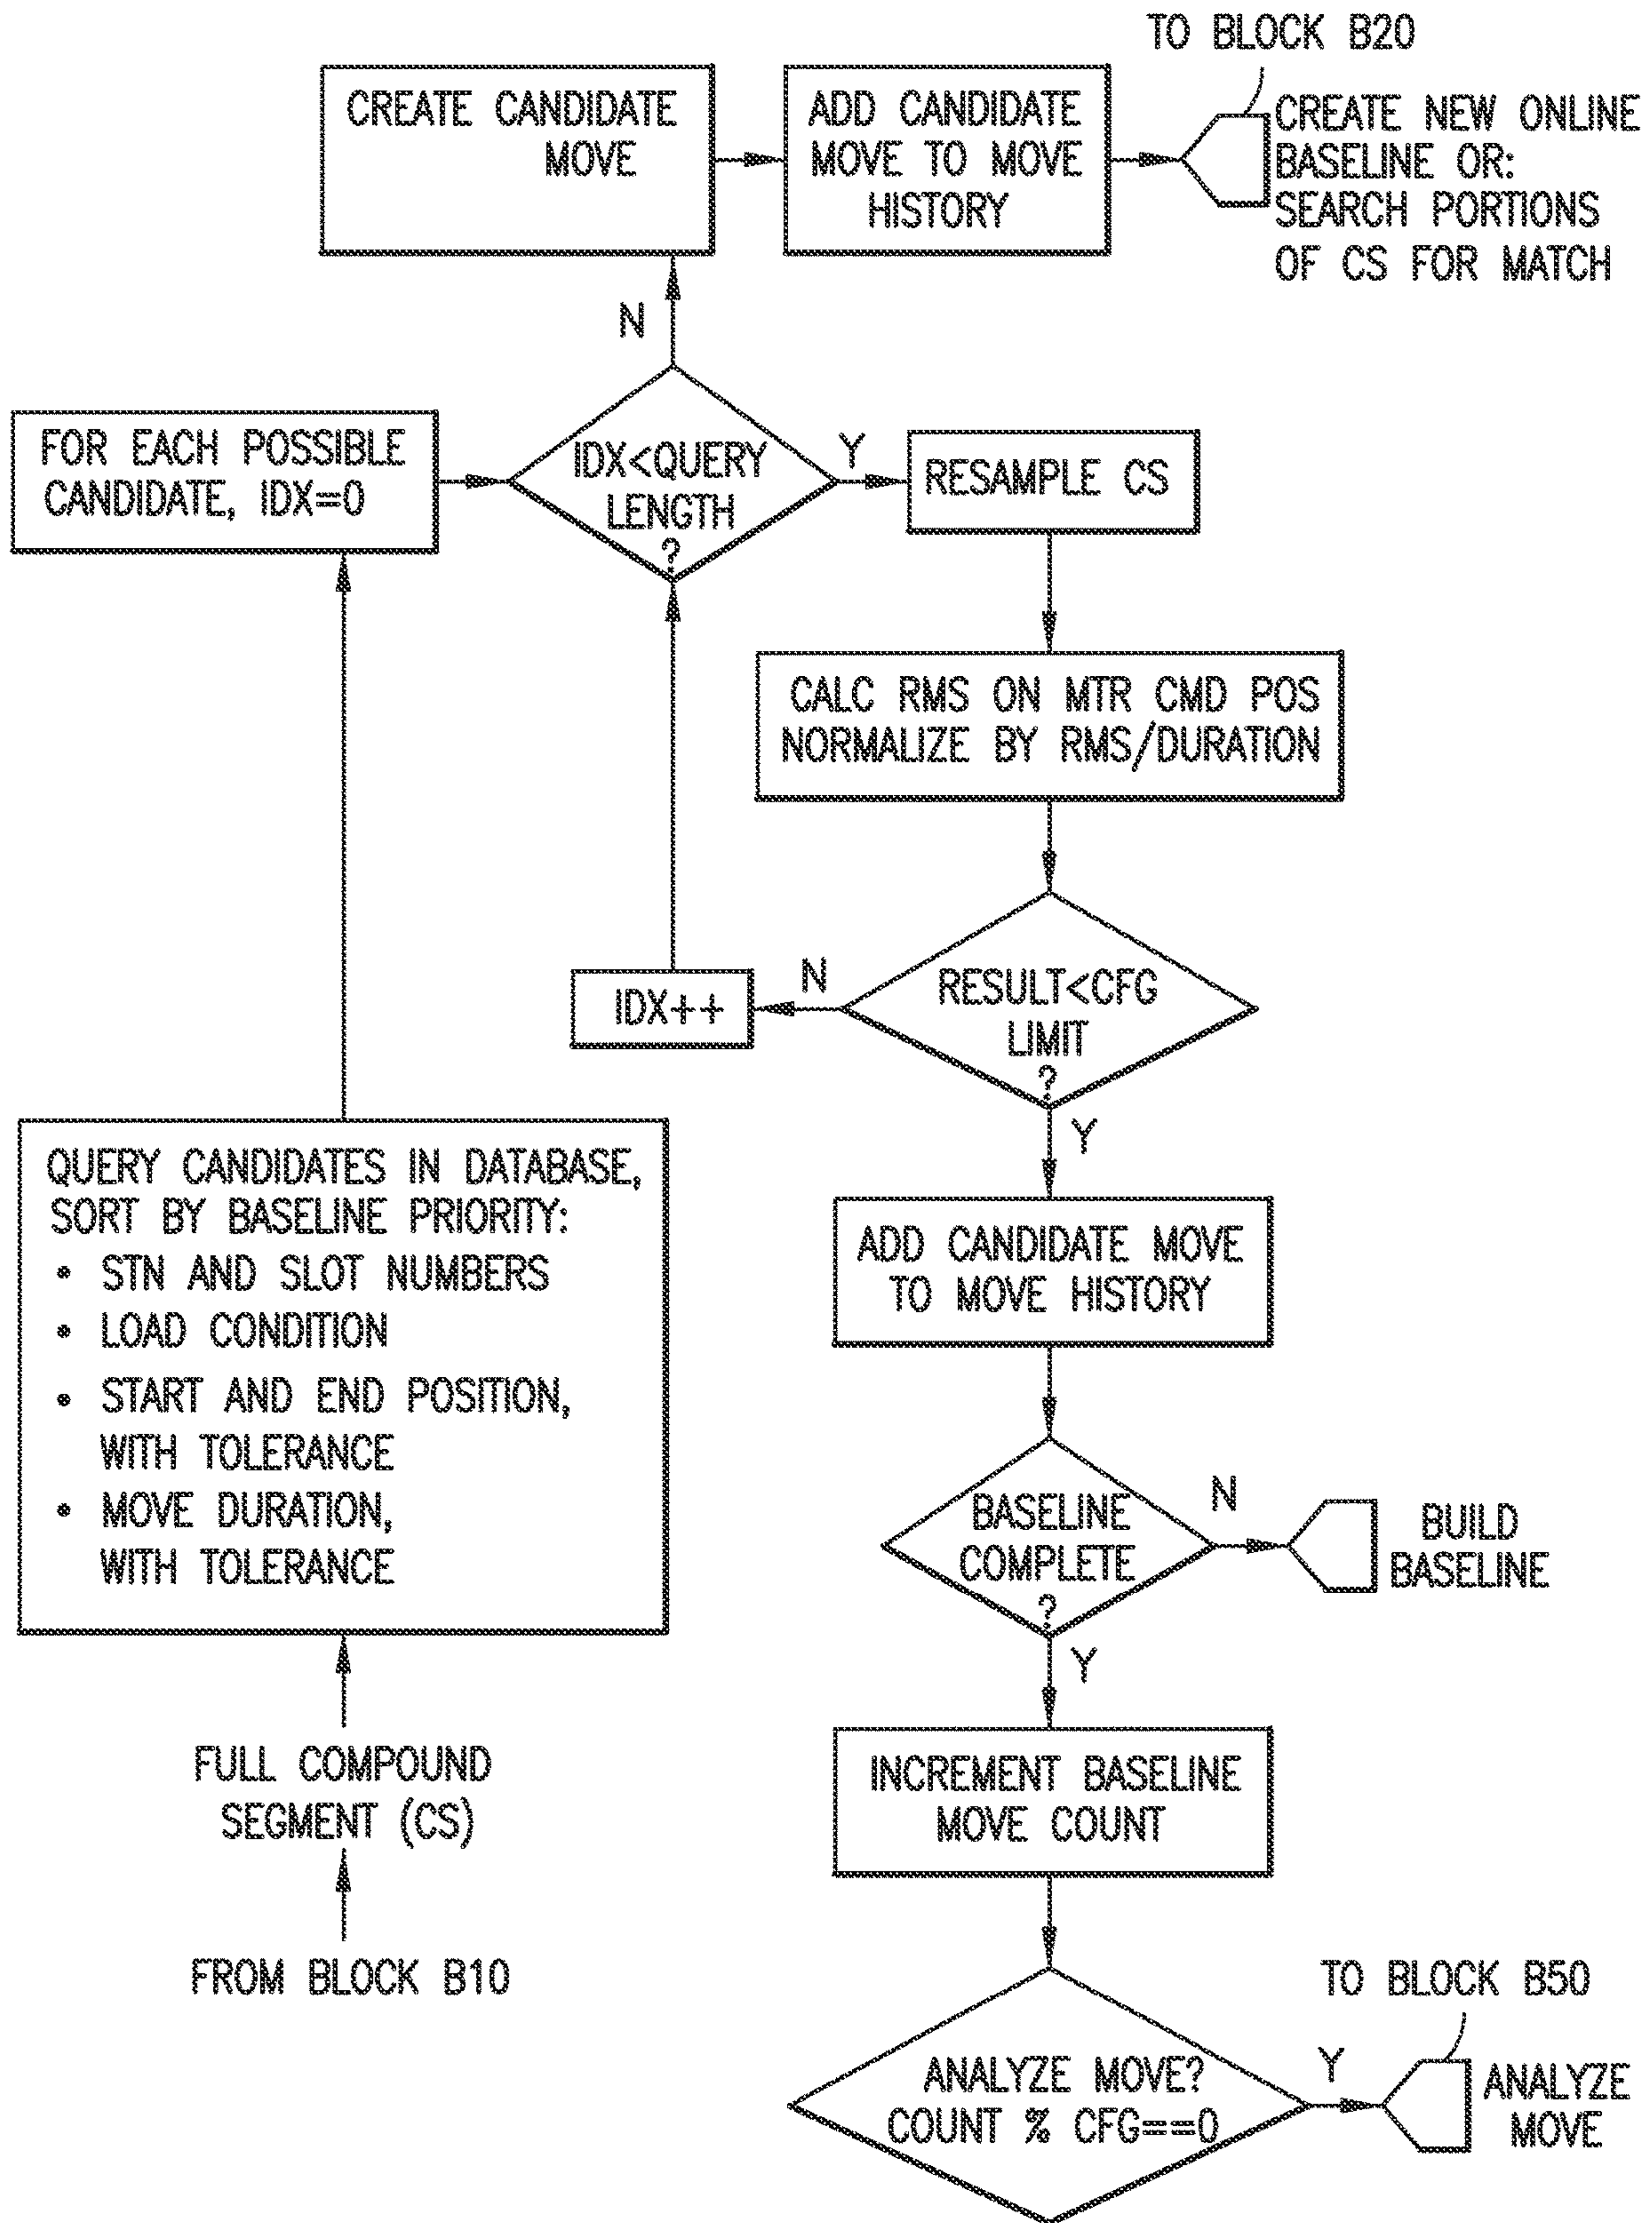 TO BLOCK B20
CREATE CANDIDATE
MOVE
ADD CANDIDATE
MOVE TO MOVE
HISTORY
CREATE NEW ONLINE
BASELINE OR:
SEARCH PORTIONS
OF CS FOR MATCH
N
FOR EACH POSSIBLE
CANDIDATE, IDX=0
IDX<QUERY
LENGTH
?
Y
RESAMPLE CS
CALC RMS ON MTR CMD POS
NORMALIZE BY RMS/DURATION
RESULT<CFG
LIMIT
?
N
IDX++
Y
QUERY CANDIDATES IN DATABASE,
SORT BY BASELINE PRIORITY:
• STN AND SLOT NUMBERS
• LOAD CONDITION
• START AND END POSITION,
WITH TOLERANCE
• MOVE DURATION,
WITH TOLERANCE
ADD CANDIDATE MOVE
TO MOVE HISTORY
BASELINE
COMPLETE
?
N
BUILD
BASELINE
Y
FULL COMPOUND
SEGMENT (CS)
FROM BLOCK B10
INCREMENT BASELINE
MOVE COUNT
ANALYZE MOVE?
COUNT % CFG==0
Y
TO BLOCK B50
ANALYZE
MOVE